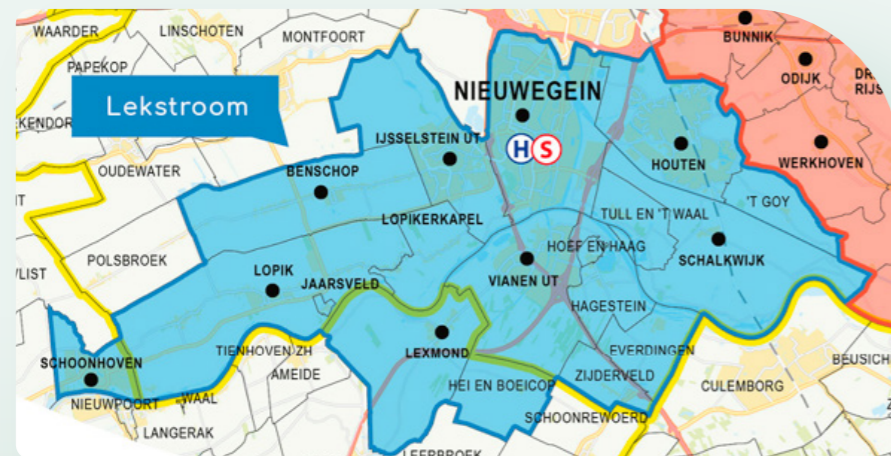 WAARDER
LINSCHOTEN
MONTFOORT
BUNNIK
PAPEKOP
ODIJK
Lekstroom
NIEUWEGEIN
IJSSELSTEIN UT
H S
HOUTEN
WERKHOVEN
OUDEWATER
BENSCHOP
'T GOY
LOPIKERKAPEL
TULL EN 'T WAAL
POLSBROEK
HOEF EN HAAG
SCHALKWIJK
LOPIK
JAARSVELD
VIANEN UT
HAGESTEIN
LEXMOND
TIENHOVEN ZH
EVERDINGEN
SCHOONHOVEN
AMEIDE
ZIJDERVELD
HEI EN BOEICOP
CULEMBORG
NIEUWPOORT
WAAL
SCHOONREWOERD
LANGERAK